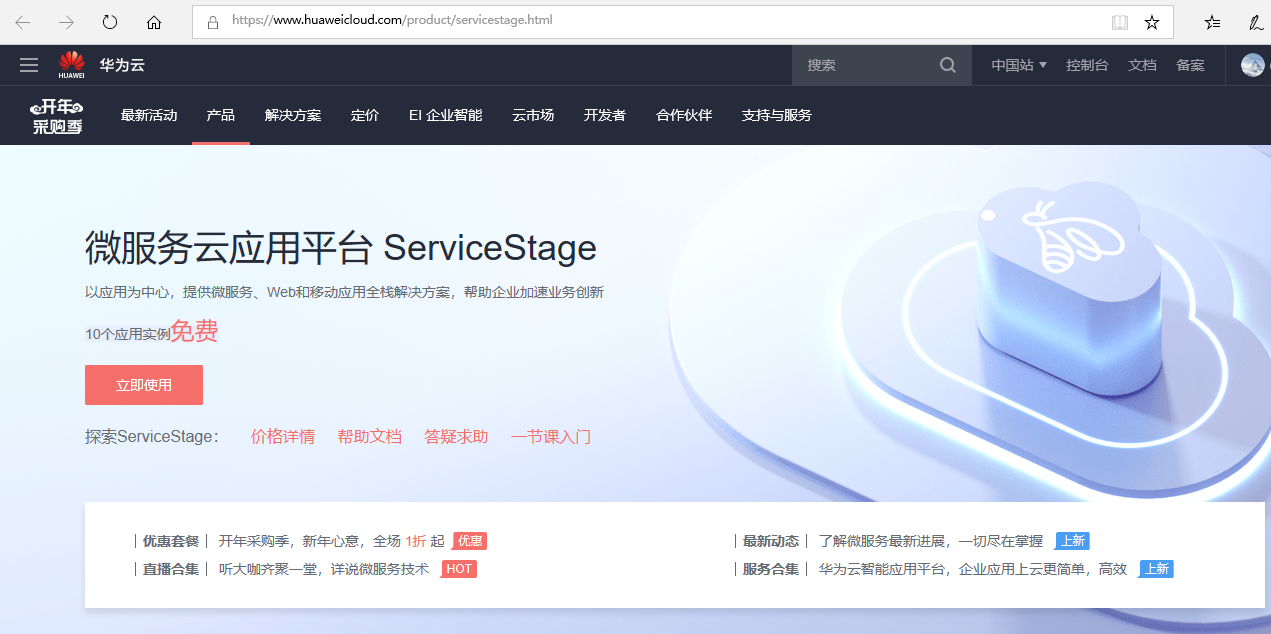 https://www.huaweicloud.com/product/servicestage.html
HUAWEI 华为云 搜索 中国站 控制台 文档 备案
开年
采购季
最新活动 产品 解决方案 定价 EI 企业智能 云市场 开发者 合作伙伴 支持与服务
微服务云应用平台 ServiceStage
以应用为中心，提供微服务、Web和移动应用全栈解决方案，帮助企业加速业务创新
10个应用实例免费
立即使用
探索ServiceStage： 价格详情 帮助文档 答疑求助 一节课入门
优惠套餐 开年采购季，新年心意，全场 1折 起 优惠
最新动态 了解微服务最新进展，一切尽在掌握 上新
直播合集 听大咖齐聚一堂，详说微服务技术 HOT
服务合集 华为云智能应用平台，企业应用上云更简单，高效 上新